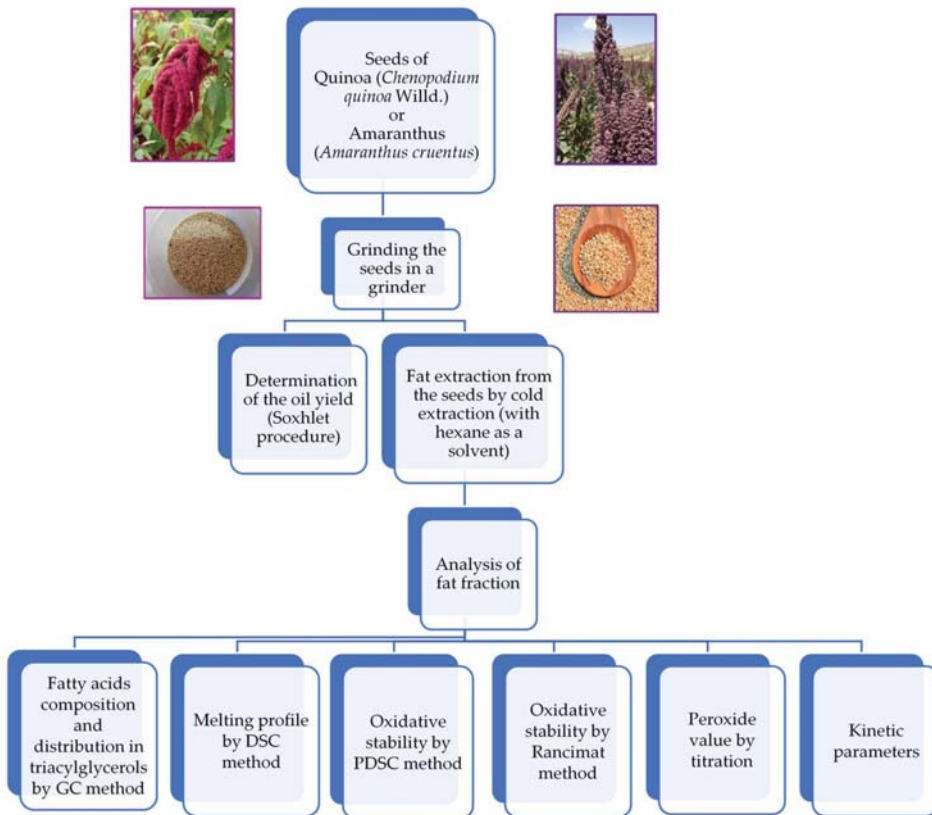 Seeds of
Quinoa (Chenopodium
quinoa Willd.)
or
Amaranthus
(Amaranthus cruentus)
Grinding the
seeds in a
grinder
Determination
of the oil yield
(Soxhlet
procedure)
Fat extraction from
the seeds by cold
extraction (with
hexane as a
solvent)
Analysis of
fat fraction
Fatty acids
composition
and
distribution in
triacylglycerols
by GC method
Melting profile
by DSC
method
Oxidative
stability by
PDSC method
Oxidative
stability by
Rancimat
method
Peroxide
value by
titration
Kinetic
parameters